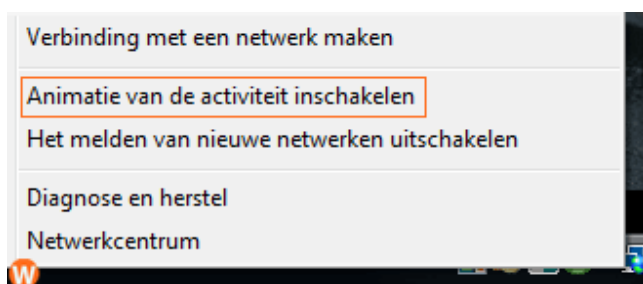 Verbinding met een netwerk maken
Animatie van de activiteit inschakelen
Het melden van nieuwe netwerken uitschakelen
Diagnose en herstel
Netwerkcentrum
W